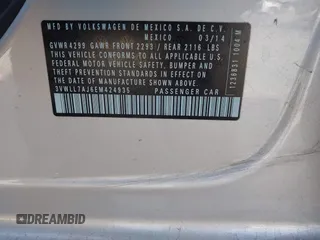 MFD BY VOLKSWAGEN DE MEXICO S.A. DE C.V.
MEXICO 03/14
GVWR 4299 GAWR FRONT 2293 / REAR 2116 LBS
THIS VEHICLE CONFORMS TO ALL APPLICABLE
FEDERAL MOTOR VEHICLE SAFETY,
BUMPER, AND THEFT PREVENTION STANDARDS
IN EFFECT ON THE DATE OF MANUFACTURE SHOWN ABOVE.
3VWLL7AJ6EM424935 PASSENGER CAR
1236831 004 M
DREAMBID